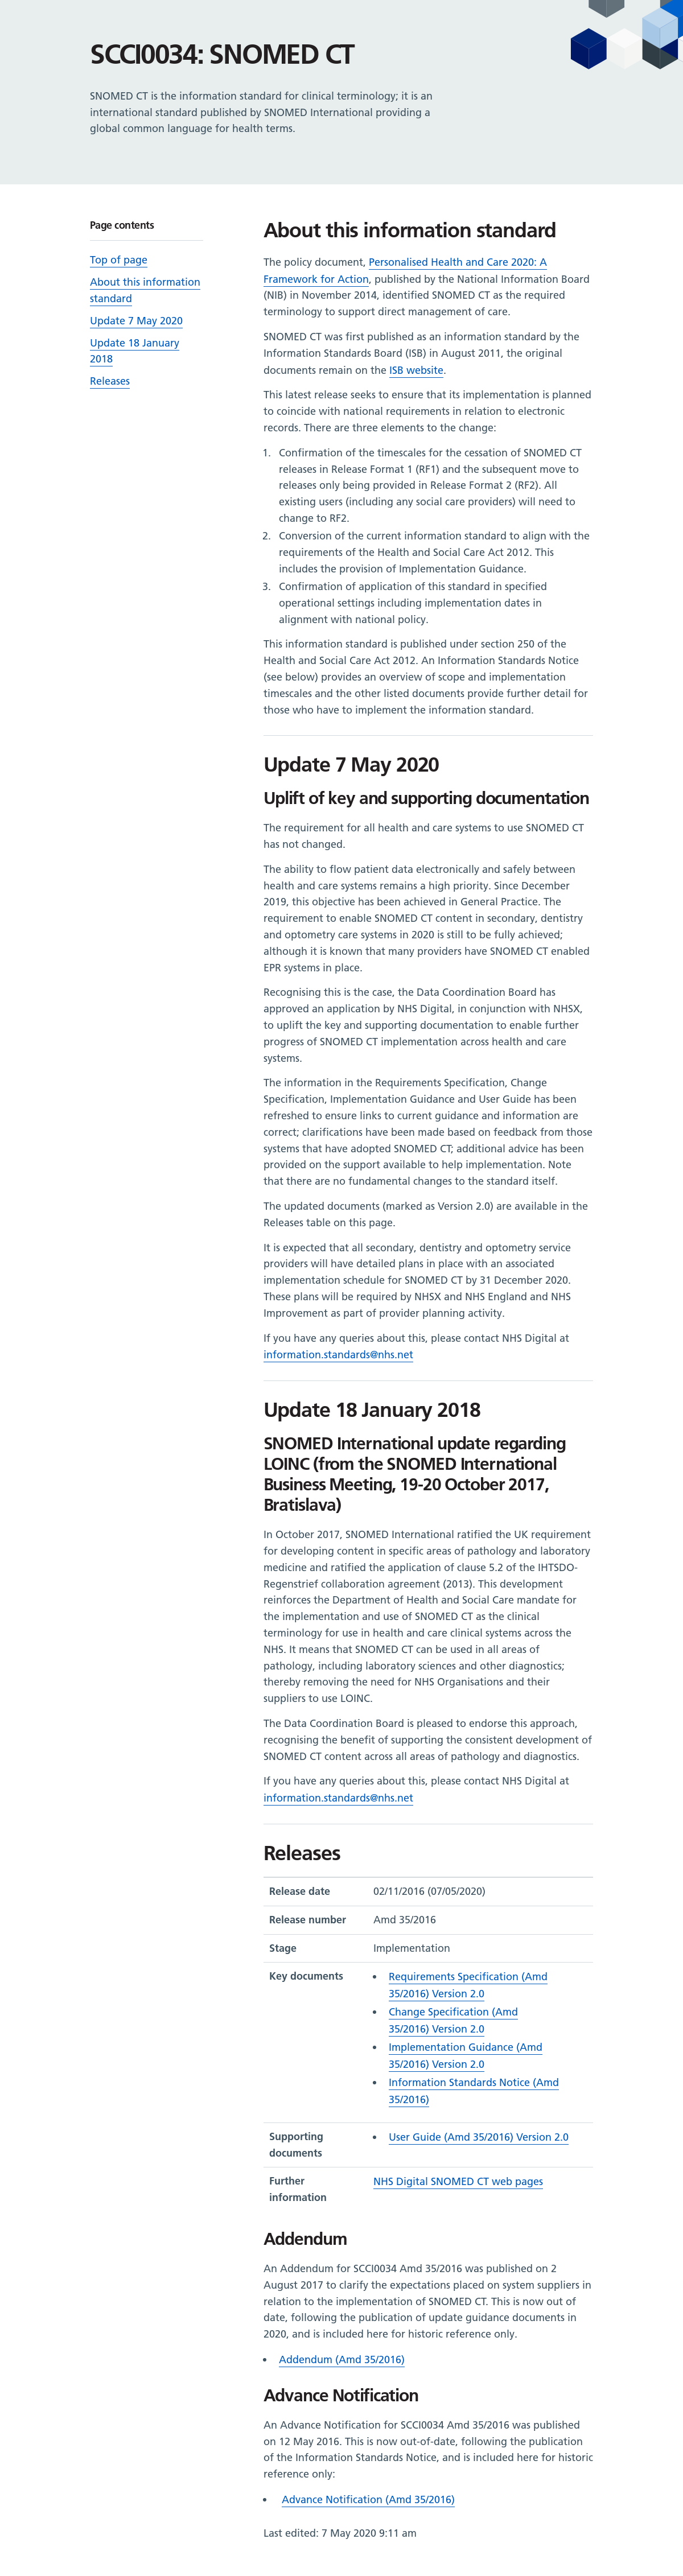 SCCI0034: SNOMED CT
SNOMED CT is the information standard for clinical terminology; it is an
international standard published by SNOMED International providing a
global common language for health terms.
Page contents
Top of page
About this information
standard
Update 7 May 2020
Update 18 January
2018
Releases
About this information standard
The policy document, Personalised Health and Care 2020: A
Framework for Action, published by the National Information Board
(NIB) in November 2014, identified SNOMED CT as the required
terminology to support direct management of care.
SNOMED CT was first published as an information standard by the
Information Standards Board (ISB) in August 2011, the original
documents remain on the ISB website.
This latest release seeks to ensure that its implementation is planned
to coincide with national requirements in relation to electronic
records. There are three elements to the change:
1. Confirmation of the timescales for the cessation of SNOMED CT
releases in Release Format 1 (RF1) and the subsequent move to
releases only being provided in Release Format 2 (RF2). All
existing users (including any social care providers) will need to
change to RF2.
2. Conversion of the current information standard to align with the
requirements of the Health and Social Care Act 2012. This
includes the provision of Implementation Guidance.
3. Confirmation of application of this standard in specified
operational settings including implementation dates in
alignment with national policy.
This information standard is published under section 250 of the
Health and Social Care Act 2012. An Information Standards Notice
(see below) provides an overview of scope and implementation
timescales and the other listed documents provide further detail for
those who have to implement the information standard.
Update 7 May 2020
Uplift of key and supporting documentation
The requirement for all health and care systems to use SNOMED CT
has not changed.
The ability to flow patient data electronically and safely between
health and care systems remains a high priority. Since December
2019, this objective has been achieved in General Practice. The
requirement to enable SNOMED CT content in secondary, dentistry
and optometry care systems in 2020 is still to be fully achieved;
although it is known that many providers have SNOMED CT enabled
EPR systems in place.
Recognising this is the case, the Data Coordination Board has
approved an application by NHS Digital, in conjunction with NHSX,
to uplift the key and supporting documentation to enable further
progress of SNOMED CT implementation across health and care
systems.
The information in the Requirements Specification, Change
Specification, Implementation Guidance and User Guide has been
refreshed to ensure links to current guidance and information are
correct; clarifications have been made based on feedback from those
systems that have adopted SNOMED CT; additional advice has been
provided on the support available to help implementation. Note
that there are no fundamental changes to the standard itself.
The updated documents (marked as Version 2.0) are available in the
Releases table on this page.
It is expected that all secondary, dentistry and optometry service
providers will have detailed plans in place with an associated
implementation schedule for SNOMED CT by 31 December 2020.
These plans will be required by NHSX and NHS England and NHS
Improvement as part of provider planning activity.
If you have any queries about this, please contact NHS Digital at
information.standards@nhs.net
Update 18 January 2018
SNOMED International update regarding
LOINC (from the SNOMED International
Business Meeting, 19-20 October 2017,
Bratislava)
In October 2017, SNOMED International ratified the UK requirement
for developing content in specific areas of pathology and laboratory
medicine and ratified the application of clause 5.2 of the IHTSDO-
Regenstrief collaboration agreement (2013). This development
reinforces the Department of Health and Social Care mandate for
the implementation and use of SNOMED CT as the clinical
terminology for use in health and care clinical systems across the
NHS. It means that SNOMED CT can be used in all areas of
pathology, including laboratory sciences and other diagnostics;
thereby removing the need for NHS Organisations and their
suppliers to use LOINC.
The Data Coordination Board is pleased to endorse this approach,
recognising the benefit of supporting the consistent development of
SNOMED CT content across all areas of pathology and diagnostics.
If you have any queries about this, please contact NHS Digital at
information.standards@nhs.net
Releases
Release date 02/11/2016 (07/05/2020)
Release number Amd 35/2016
Stage Implementation
Key documents
• Requirements Specification (Amd
35/2016) Version 2.0
• Change Specification (Amd
35/2016) Version 2.0
• Implementation Guidance (Amd
35/2016) Version 2.0
• Information Standards Notice (Amd
35/2016)
Supporting
documents
• User Guide (Amd 35/2016) Version 2.0
Further
information
NHS Digital SNOMED CT web pages
Addendum
An Addendum for SCCI0034 Amd 35/2016 was published on 2
August 2017 to clarify the expectations placed on system suppliers in
relation to the implementation of SNOMED CT. This is now out of
date, following the publication of update guidance documents in
2020, and is included here for historic reference only.
• Addendum (Amd 35/2016)
Advance Notification
An Advance Notification for SCCI0034 Amd 35/2016 was published
on 12 May 2016. This is now out-of-date, following the publication
of the Information Standards Notice, and is included here for historic
reference only:
• Advance Notification (Amd 35/2016)
Last edited: 7 May 2020 9:11 am